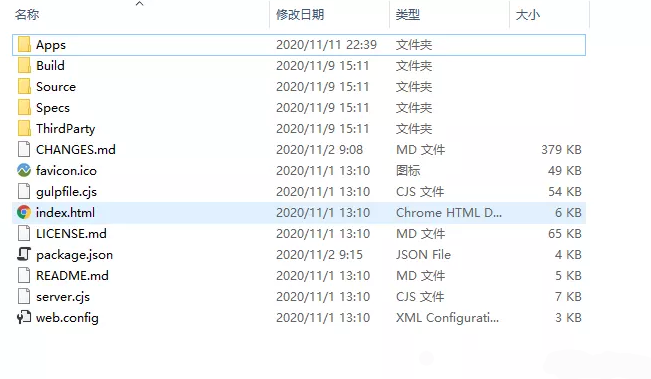 名称 修改日期 类型 大小
Apps 2020/11/11 22:39 文件夹
Build 2020/11/9 15:11 文件夹
Source 2020/11/9 15:11 文件夹
Specs 2020/11/9 15:11 文件夹
ThirdParty 2020/11/9 15:11 文件夹
CHANGES.md 2020/11/2 9:08 MD 文件 379 KB
favicon.ico 2020/11/1 13:10 图标 49 KB
gulpfile.cjs 2020/11/1 13:10 CJS 文件 54 KB
index.html 2020/11/1 13:10 Chrome HTML D... 6 KB
LICENSE.md 2020/11/1 13:10 MD 文件 65 KB
package.json 2020/11/2 9:15 JSON File 4 KB
README.md 2020/11/1 13:10 MD 文件 5 KB
server.cjs 2020/11/1 13:10 CJS 文件 7 KB
web.config 2020/11/1 13:10 XML Configurati... 3 KB